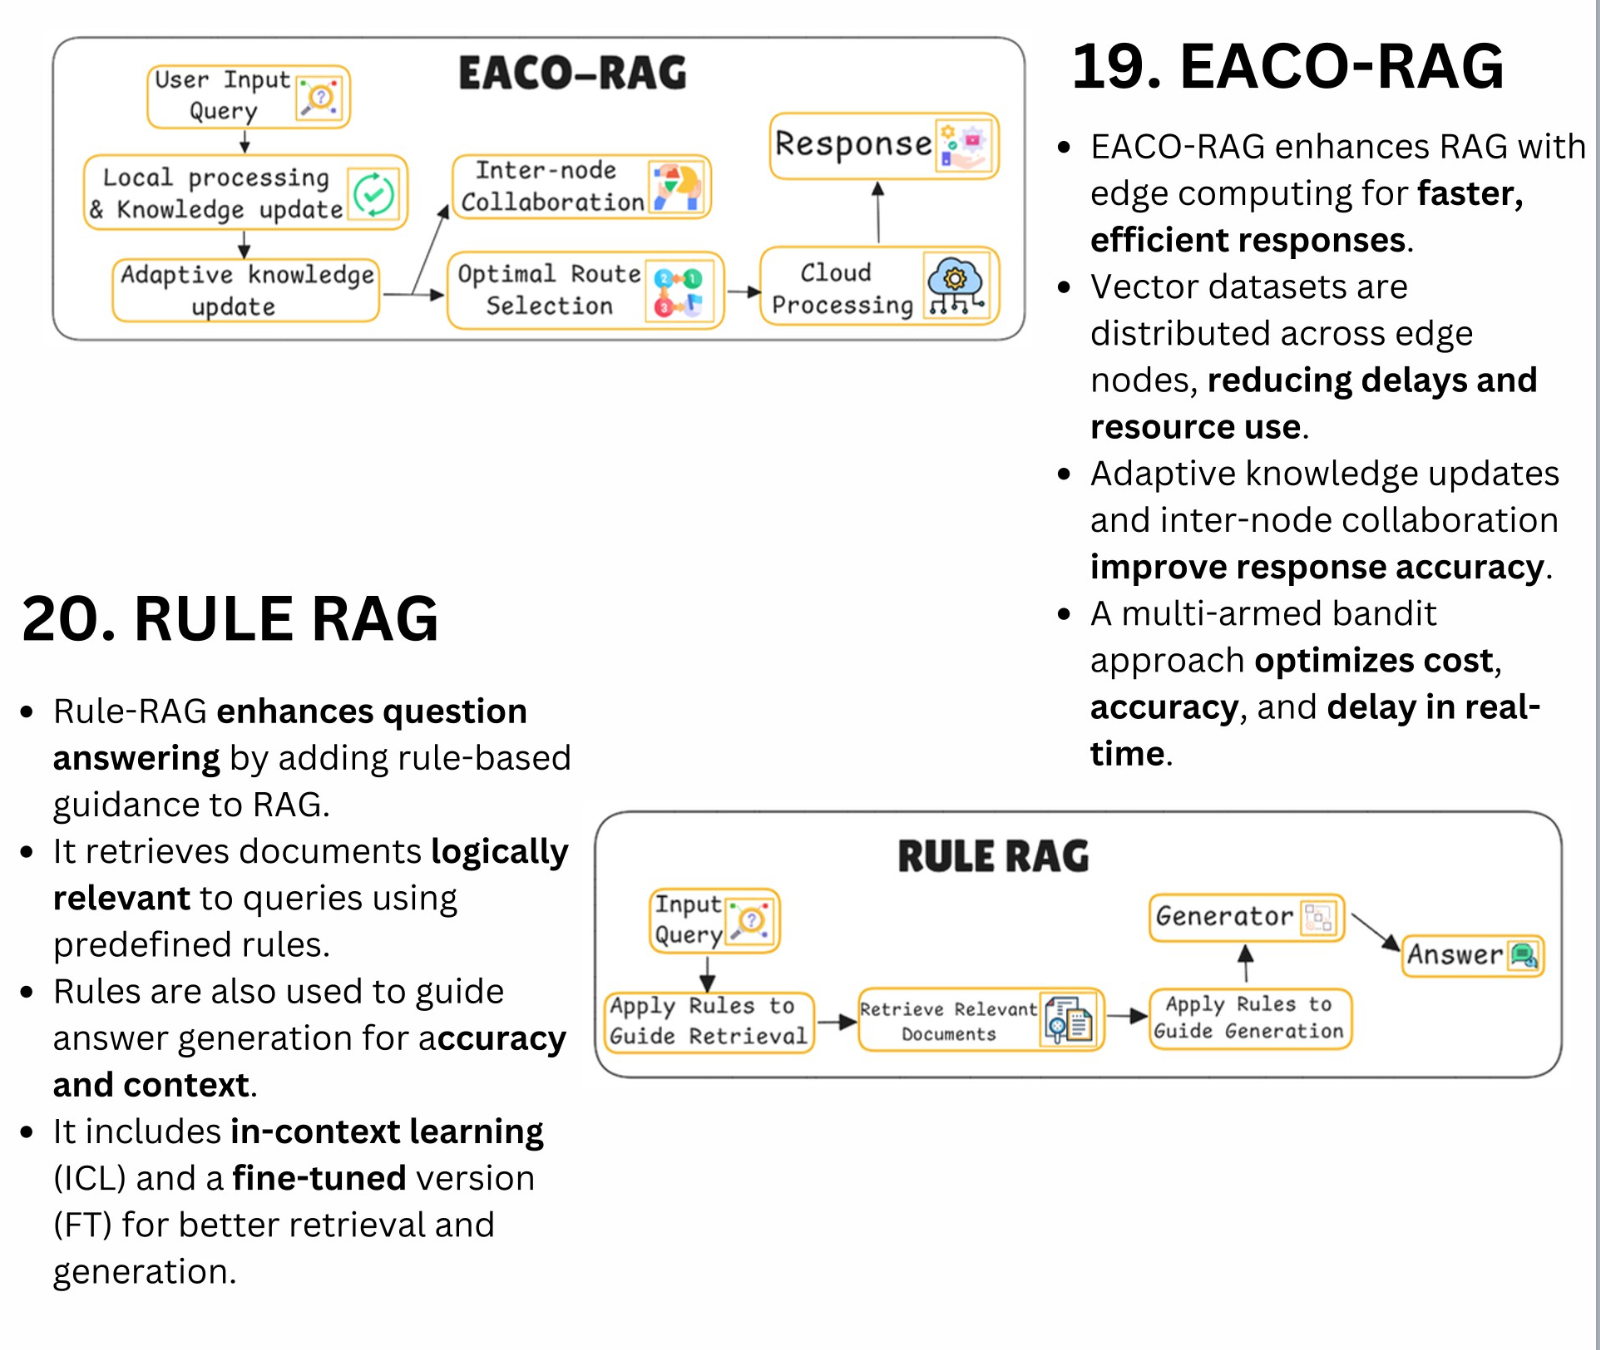 EACO-RAG
User Input
Query
Local processing
& Knowledge update
Adaptive knowledge
update
Inter-node
Collaboration
Optimal Route
Selection
Cloud
Processing
Response
19. EACO-RAG
• EACO-RAG enhances RAG with
edge computing for faster,
efficient responses.
• Vector datasets are
distributed across edge
nodes, reducing delays and
resource use.
• Adaptive knowledge updates
and inter-node collaboration
improve response accuracy.
• A multi-armed bandit
approach optimizes cost,
accuracy, and delay in real-
time.
20. RULE RAG
• Rule-RAG enhances question
answering by adding rule-based
guidance to RAG.
• It retrieves documents logically
relevant to queries using
predefined rules.
• Rules are also used to guide
answer generation for accuracy
and context.
• It includes in-context learning
(ICL) and a fine-tuned version
(FT) for better retrieval and
generation.
RULE RAG
Input
Query
Apply Rules to
Guide Retrieval
Retrieve Relevant
Documents
Apply Rules to
Guide Generation
Generator
Answer